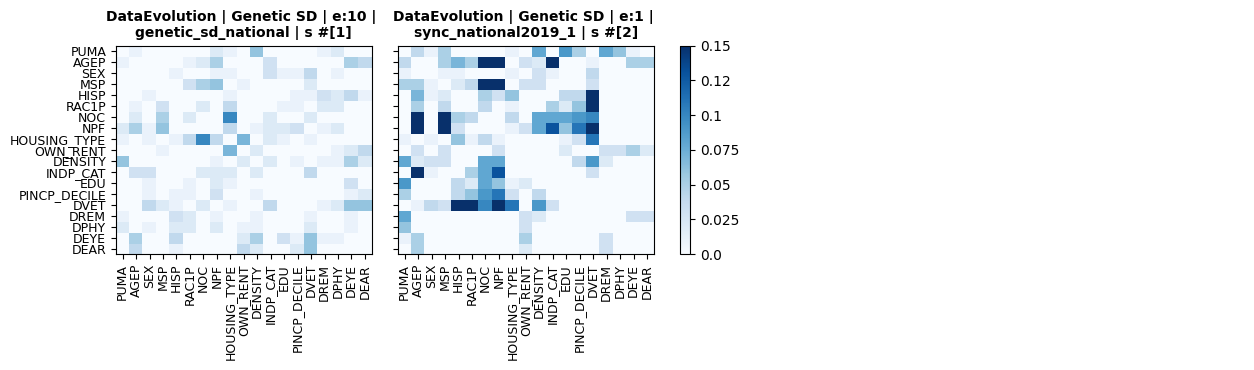 DataEvolution | Genetic SD | e:10 |
genetic_sd_national | s #[1]
DataEvolution | Genetic SD | e:1 |
sync_national2019_1 | s #[2]
PUMA
AGEP
SEX
MSP
HISP
RAC1P
NOC
NPF
HOUSING_TYPE
OWN_RENT
DENSITY
INDP_CAT
EDU
PINCP_DECILE
DVET
DREM
DPHY
DEYE
DEAR
PUMA
AGEP
SEX
MSP
HISP
RAC1P
NOC
NPF
HOUSING_TYPE
OWN_RENT
DENSITY
INDP_CAT
EDU
PINCP_DECILE
DVET
DREM
DPHY
DEYE
DEAR
PUMA
AGEP
SEX
MSP
HISP
RAC1P
NOC
NPF
HOUSING_TYPE
OWN_RENT
DENSITY
INDP_CAT
EDU
PINCP_DECILE
DVET
DREM
DPHY
DEYE
DEAR
0.15
0.125
0.1
0.075
0.05
0.025
0.0